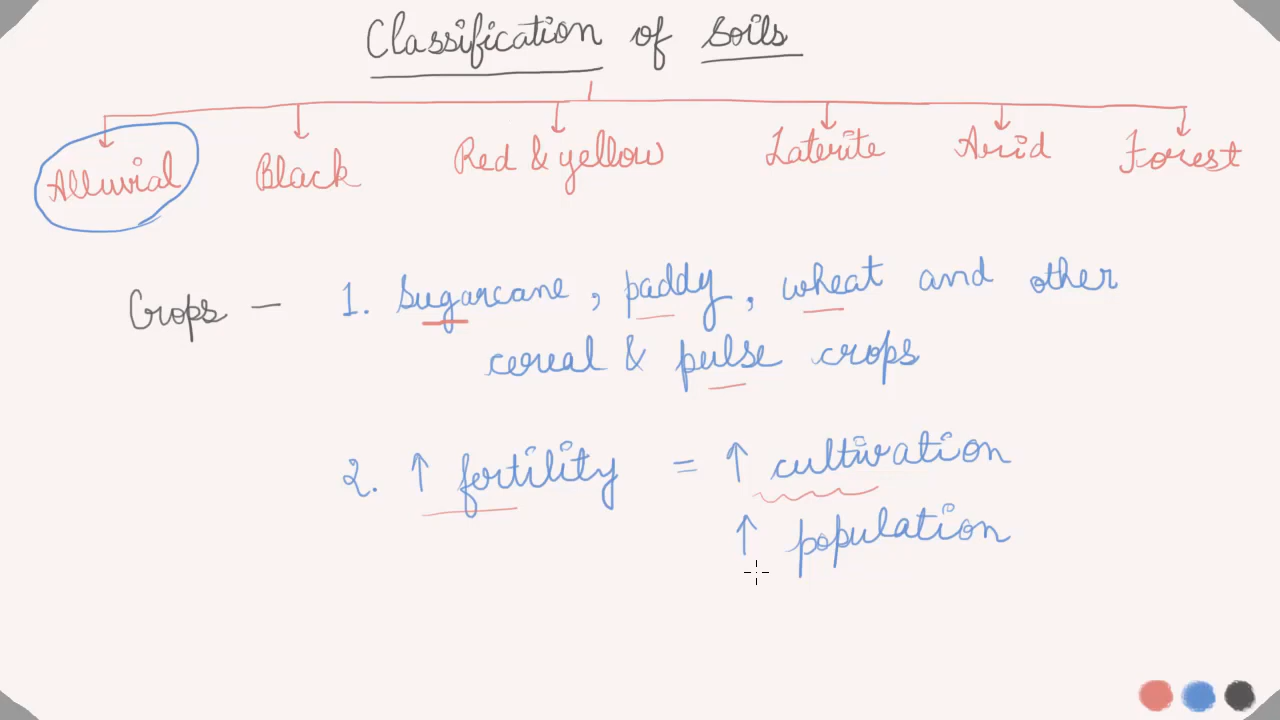 Classification of Soils
Alluvial Black Red & yellow Laterite Arid Forest
Crops — 1. Sugarcane, paddy, wheat and other
cereal & pulse crops
2. ↑ fertility = ↑ cultivation
↑ population